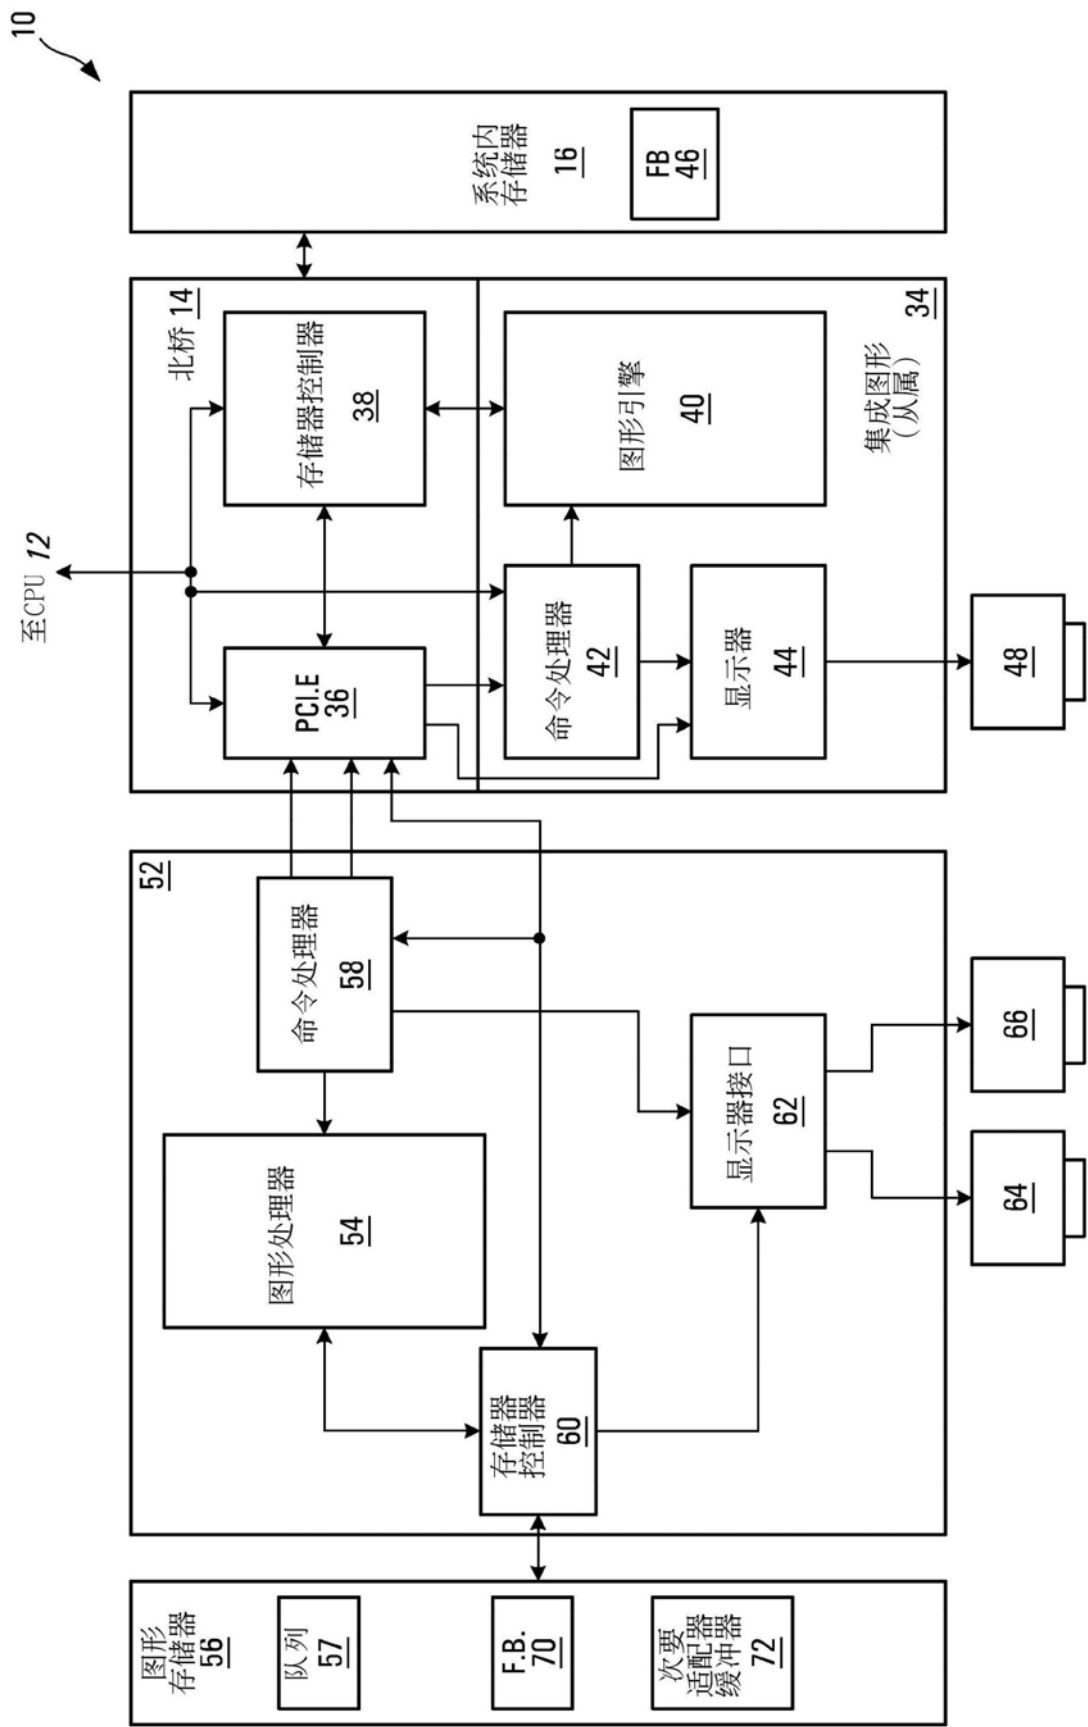 10
系统内
存储器
16
FB
46
至CPU 12
北桥 14
存储器控制器
38
PCI.E
36
图形引擎
40
命令处理器
42
显示器
44
集成图形
(从属)
34
48
52
命令处理器
58
图形处理器
54
存储器
控制器
60
显示器接口
62
66
64
图形
存储器
56
队列
57
F.B.
70
次要
适配器
缓冲器
72